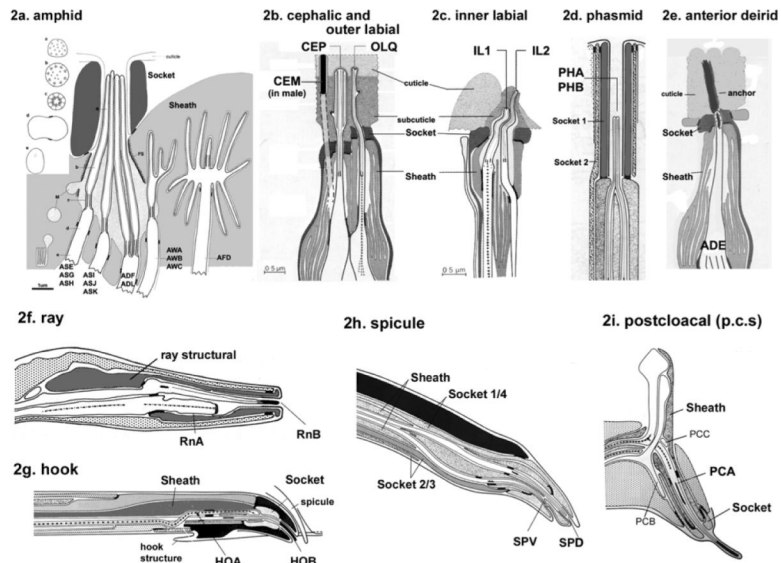 2a. amphid
a
b
c
d
e
cuticle
Socket
Sheath
1um
ASE
ASG
ASH
ASI
ASJ
ASK
ADF
ADL
AWA
AWB
AWC
AFD
2b. cephalic and
outer labial
CEP
OLQ
CEM
(in male)
cuticle
subcuticle
Socket
Sheath
0.5 µm
2c. inner labial
IL1
IL2
0.5 µm
2d. phasmid
PHA
PHB
Socket 1
Socket 2
2e. anterior deirid
cuticle
anchor
Socket
Sheath
ADE
2f. ray
ray structural
RnA
RnB
2g. hook
Sheath
Socket
spicule
hook
structure
HOA
HOB
2h. spicule
Sheath
Socket 1/4
Socket 2/3
SPV
SPD
2i. postcloacal (p.c.s)
Sheath
PCC
PCA
Socket
PCB